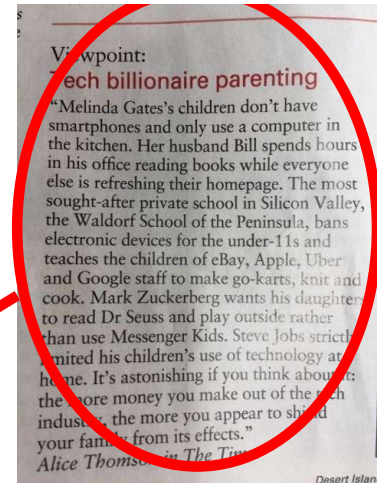 s
Viewpoint:
Tech billionaire parenting
"Melinda Gates's children don't have
smartphones and only use a computer in
the kitchen. Her husband Bill spends hours
in his office reading books while everyone
else is refreshing their homepage. The most
sought-after private school in Silicon Valley,
the Waldorf School of the Peninsula, bans
electronic devices for the under-11s and
teaches the children of eBay, Apple, Uber
and Google staff to make go-karts, knit and
cook. Mark Zuckerberg wants his daughters
to read Dr Seuss and play outside rather
than use Messenger Kids. Steve Jobs strictly
limited his children's use of technology at
home. It's astonishing if you think about it:
the more money you make out of the tech
industry, the more you appear to shield
your family from its effects."
Alice Thomson in The Times
Desert Islan